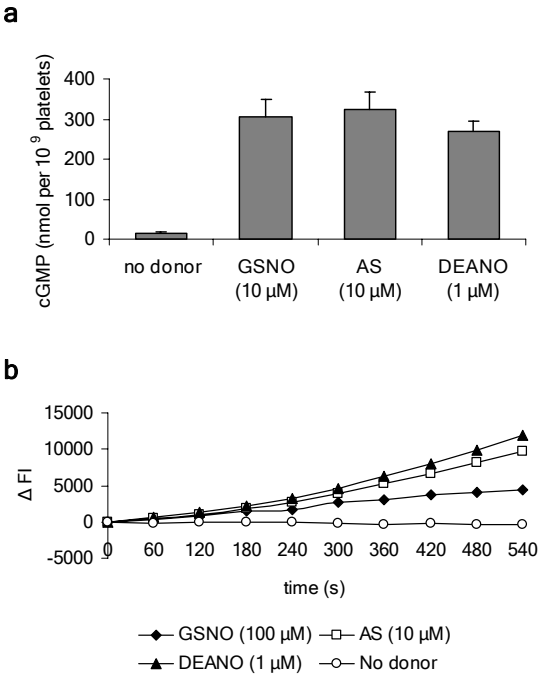 a
cGMP (nmol per 10 9 platelets)
400
300
200
100
0
no donor
GSNO
(10 µM)
AS
(10 µM)
DEANO
(1 µM)
b
Δ FI
15000
10000
5000
0
-5000
0 60 120 180 240 300 360 420 480 540
time (s)
GSNO (100 µM) AS (10 µM)
DEANO (1 µM) No donor